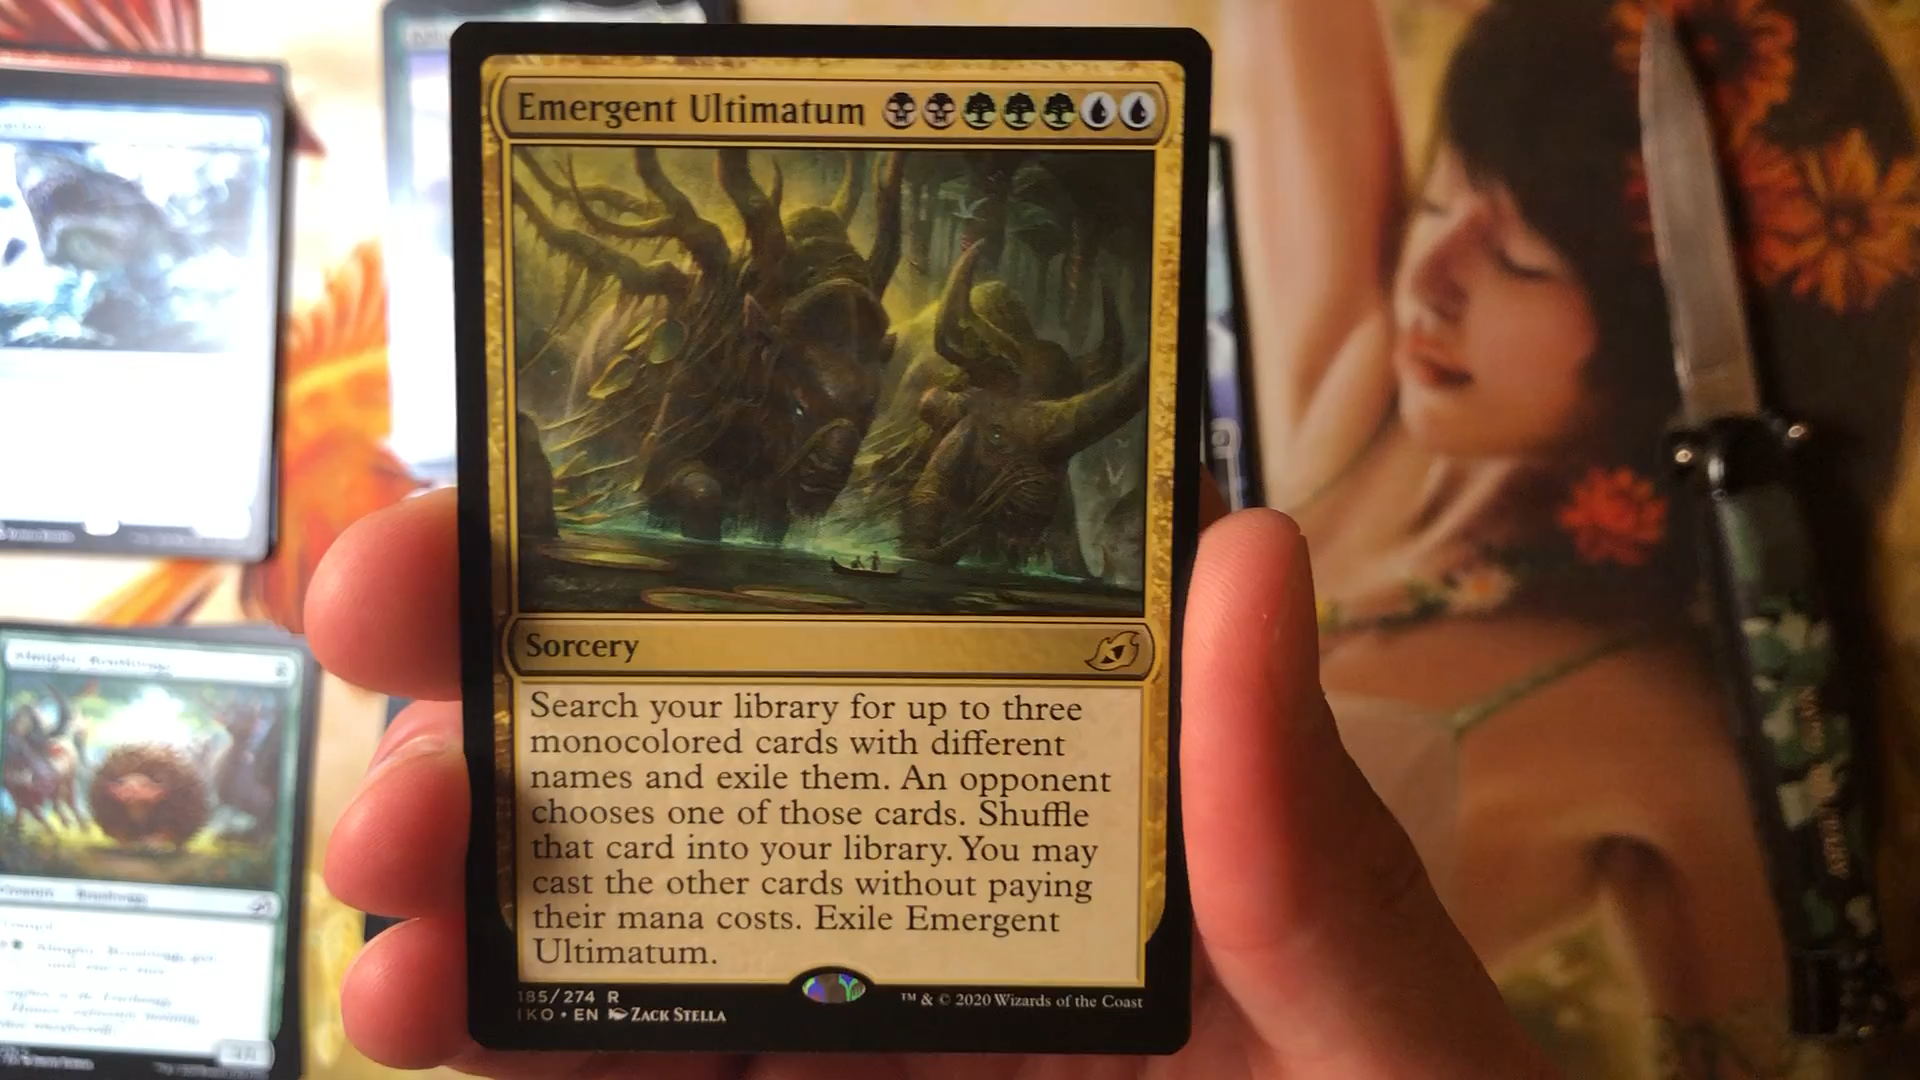 Emergent Ultimatum
Sorcery
Search your library for up to three
monocolored cards with different
names and exile them. An opponent
chooses one of those cards. Shuffle
that card into your library. You may
cast the other cards without paying
their mana costs. Exile Emergent
Ultimatum.
185/274 R
IKO • EN ZACK STELLA
™ & © 2020 Wizards of the Coast